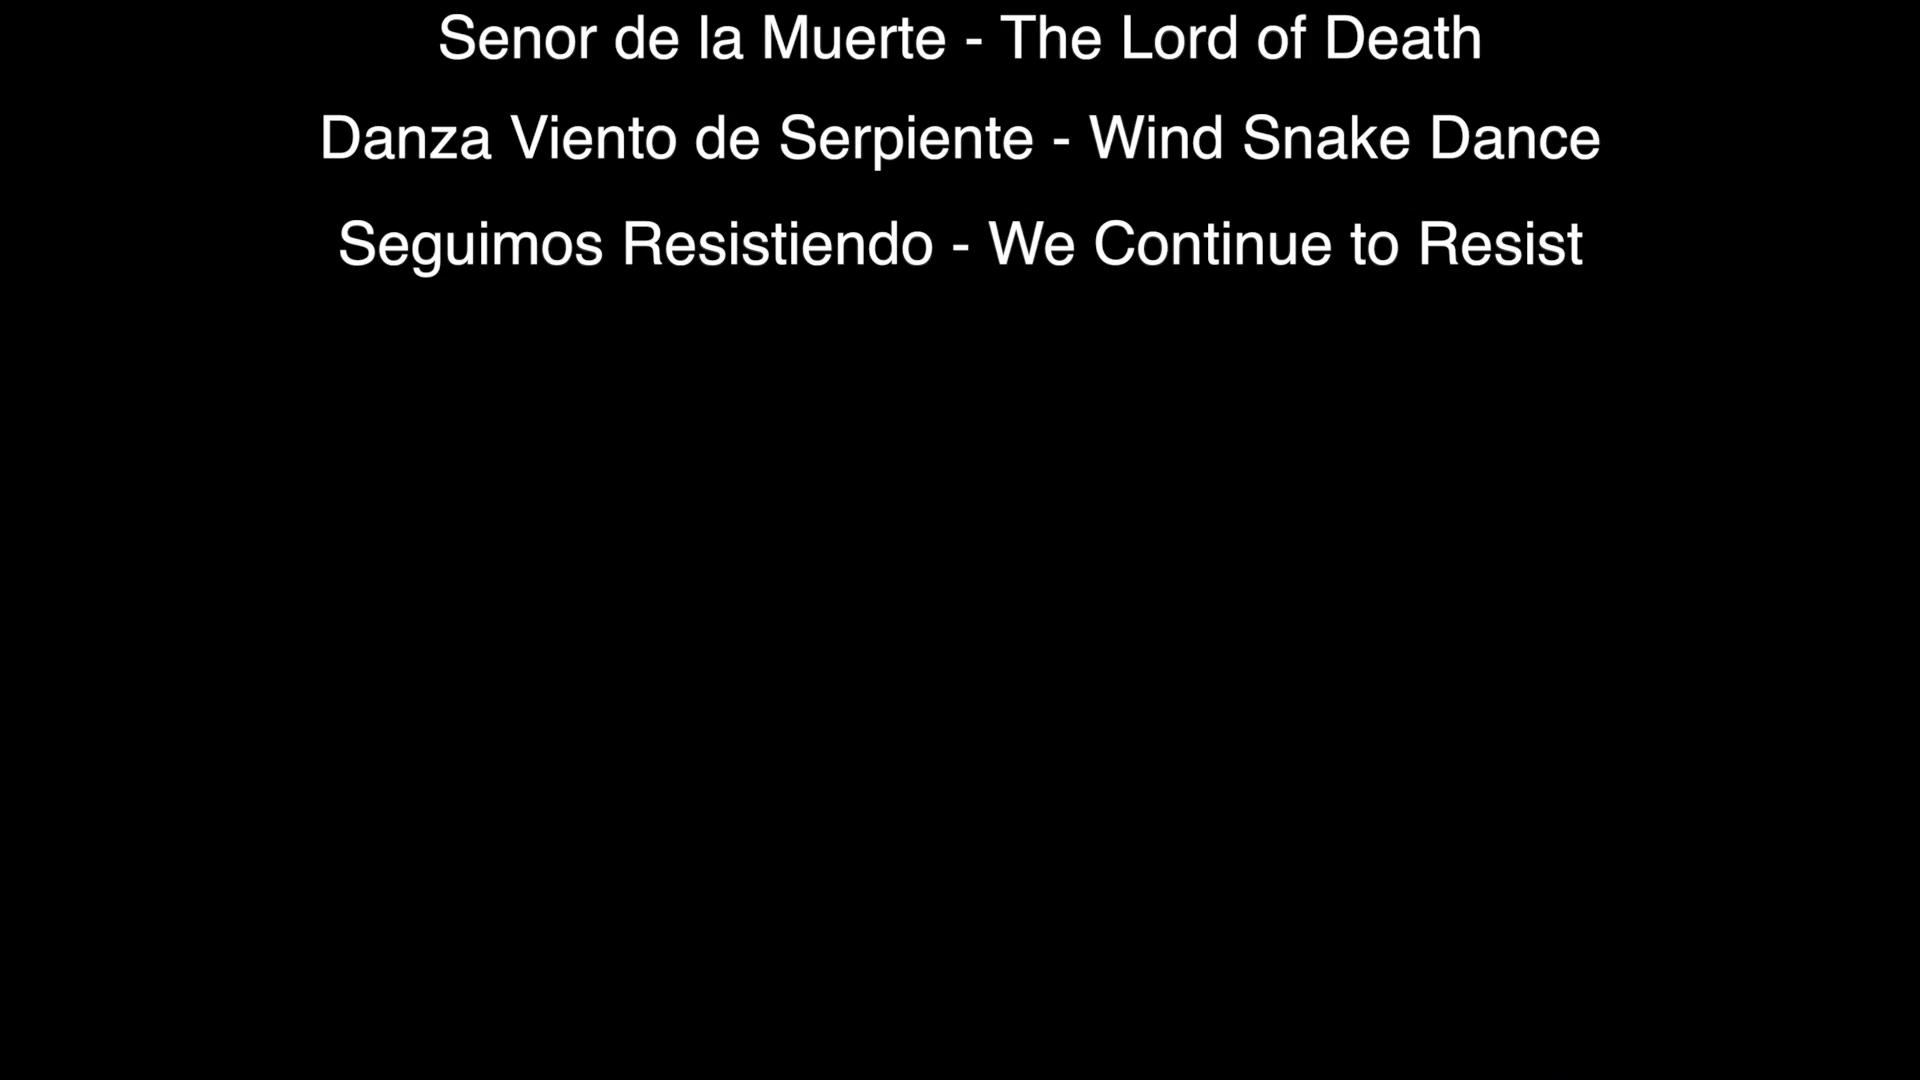 Senor de la Muerte - The Lord of Death
Danza Viento de Serpiente - Wind Snake Dance
Seguimos Resistiendo - We Continue to Resist